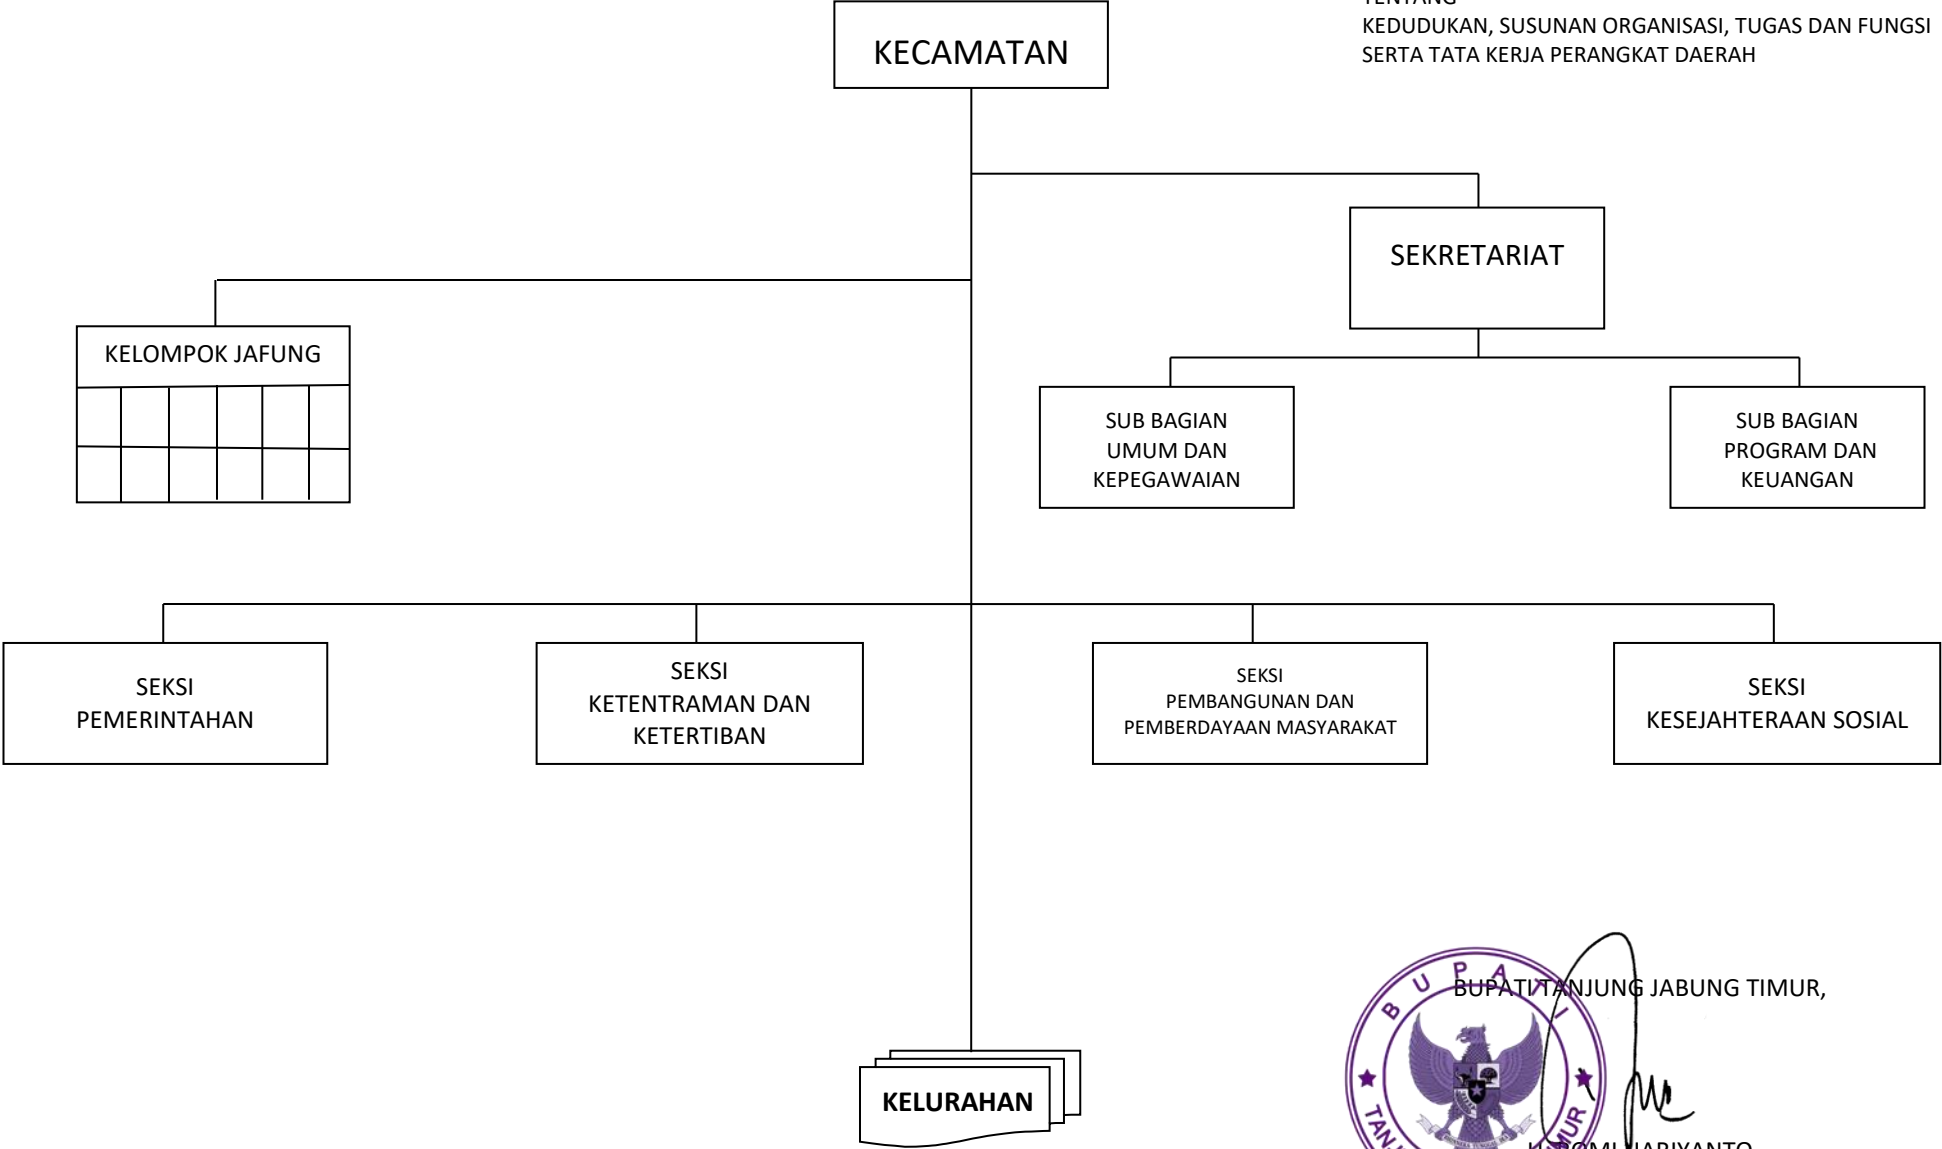 TENTANG
KEDUDUKAN, SUSUNAN ORGANISASI, TUGAS DAN FUNGSI
SERTA TATA KERJA PERANGKAT DAERAH
KECAMATAN
SEKRETARIAT
KELOMPOK JAFUNG
SUB BAGIAN
UMUM DAN
KEPEGAWAIAN
SUB BAGIAN
PROGRAM DAN
KEUANGAN
SEKSI
PEMERINTAHAN
SEKSI
KETENTRAMAN DAN
KETERTIBAN
SEKSI
PEMBANGUNAN DAN
PEMBERDAYAAN MASYARAKAT
SEKSI
KESEJAHTERAAN SOSIAL
KELURAHAN
BUPATI TANJUNG JABUNG TIMUR,
BUPATI